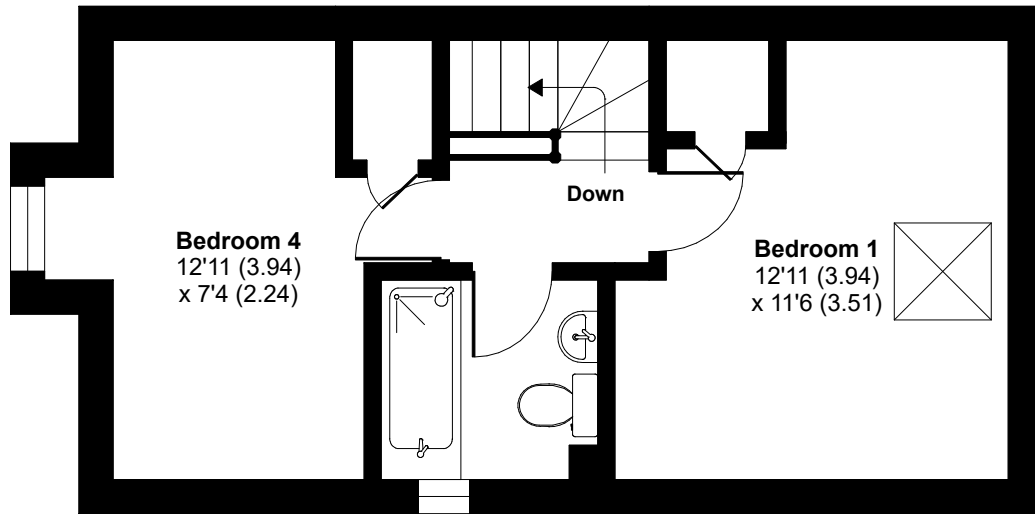 Down
Bedroom 4
12'11 (3.94)
x 7'4 (2.24)
Bedroom 1
12'11 (3.94)
x 11'6 (3.51)